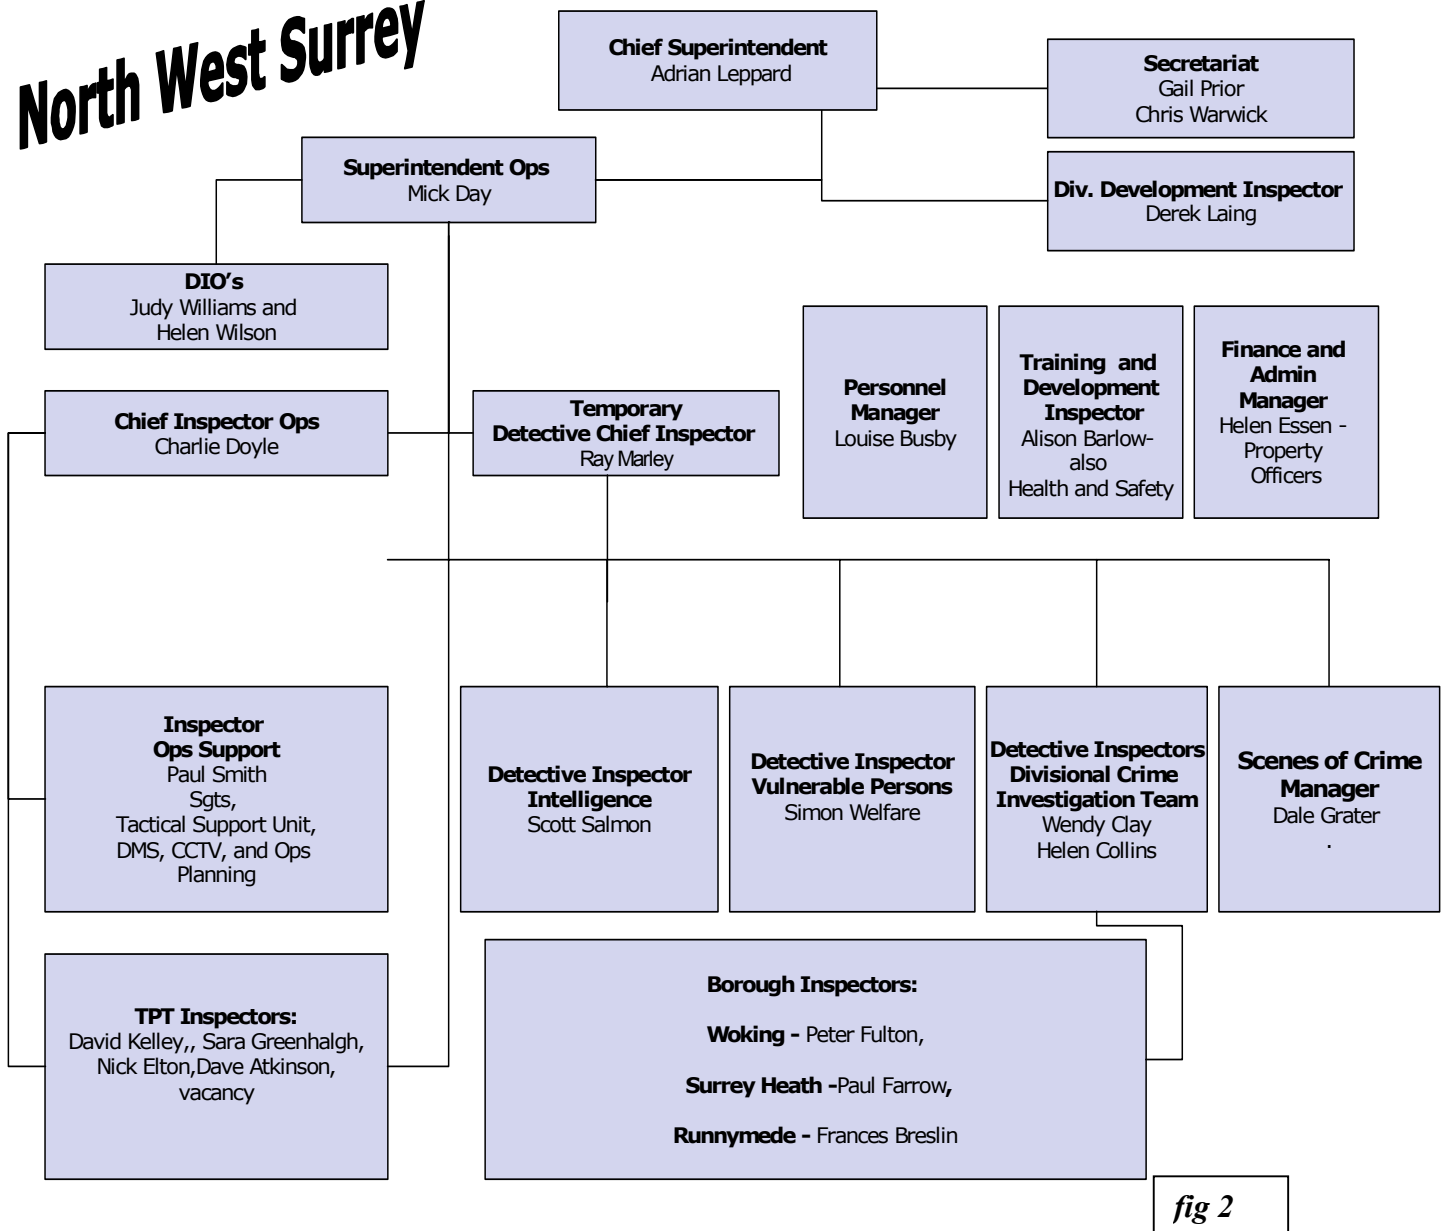 North West Surrey
Chief Superintendent
Adrian Leppard
Secretariat
Gail Prior
Chris Warwick
Superintendent Ops
Mick Day
Div. Development Inspector
Derek Laing
DIO's
Judy Williams and
Helen Wilson
Chief Inspector Ops
Charlie Doyle
Temporary
Detective Chief Inspector
Ray Marley
Personnel
Manager
Louise Busby
Training and
Development
Inspector
Alison Barlow-
also
Health and Safety
Finance and
Admin
Manager
Helen Essen -
Property
Officers
Inspector
Ops Support
Paul Smith
Sgts,
Tactical Support Unit,
DMS, CCTV, and Ops
Planning
Detective Inspector
Intelligence
Scott Salmon
Detective Inspector
Vulnerable Persons
Simon Welfare
Detective Inspectors
Divisional Crime
Investigation Team
Wendy Clay
Helen Collins
Scenes of Crime
Manager
Dale Grater
.
TPT Inspectors:
David Kelley,, Sara Greenhalgh,
Nick Elton,Dave Atkinson,
vacancy
Borough Inspectors:
Woking - Peter Fulton,
Surrey Heath -Paul Farrow,
Runnymede - Frances Breslin
fig 2